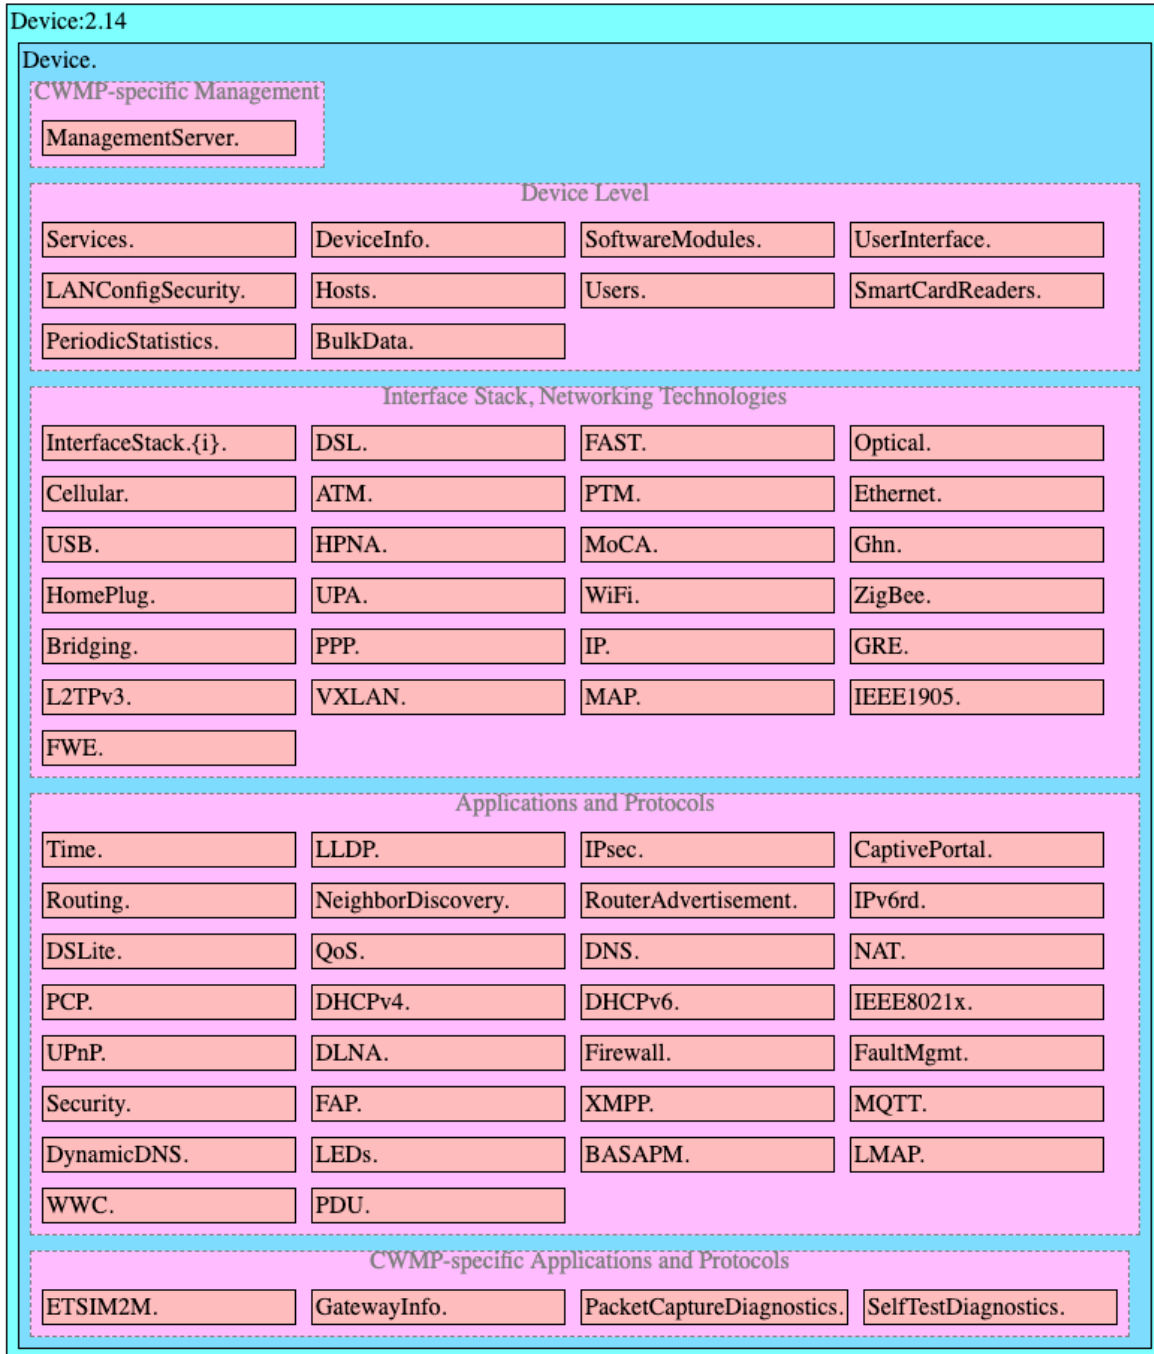 Device:2.14
Device.
CWMP-specific Management
ManagementServer.
Device Level
Services. DeviceInfo. SoftwareModules. UserInterface.
LANConfigSecurity. Hosts. Users. SmartCardReaders.
PeriodicStatistics. BulkData.
Interface Stack, Networking Technologies
InterfaceStack.{i}. DSL. FAST. Optical.
Cellular. ATM. PTM. Ethernet.
USB. HPNA. MoCA. Ghn.
HomePlug. UPA. WiFi. ZigBee.
Bridging. PPP. IP. GRE.
L2TPv3. VXLAN. MAP. IEEE1905.
FWE.
Applications and Protocols
Time. LLDP. IPsec. CaptivePortal.
Routing. NeighborDiscovery. RouterAdvertisement. IPv6rd.
DSLite. QoS. DNS. NAT.
PCP. DHCPv4. DHCPv6. IEEE8021x.
UPnP. DLNA. Firewall. FaultMgmt.
Security. FAP. XMPP. MQTT.
DynamicDNS. LEDs. BASAPM. LMAP.
WWC. PDU.
CWMP-specific Applications and Protocols
ETSIM2M. GatewayInfo. PacketCaptureDiagnostics. SelfTestDiagnostics.